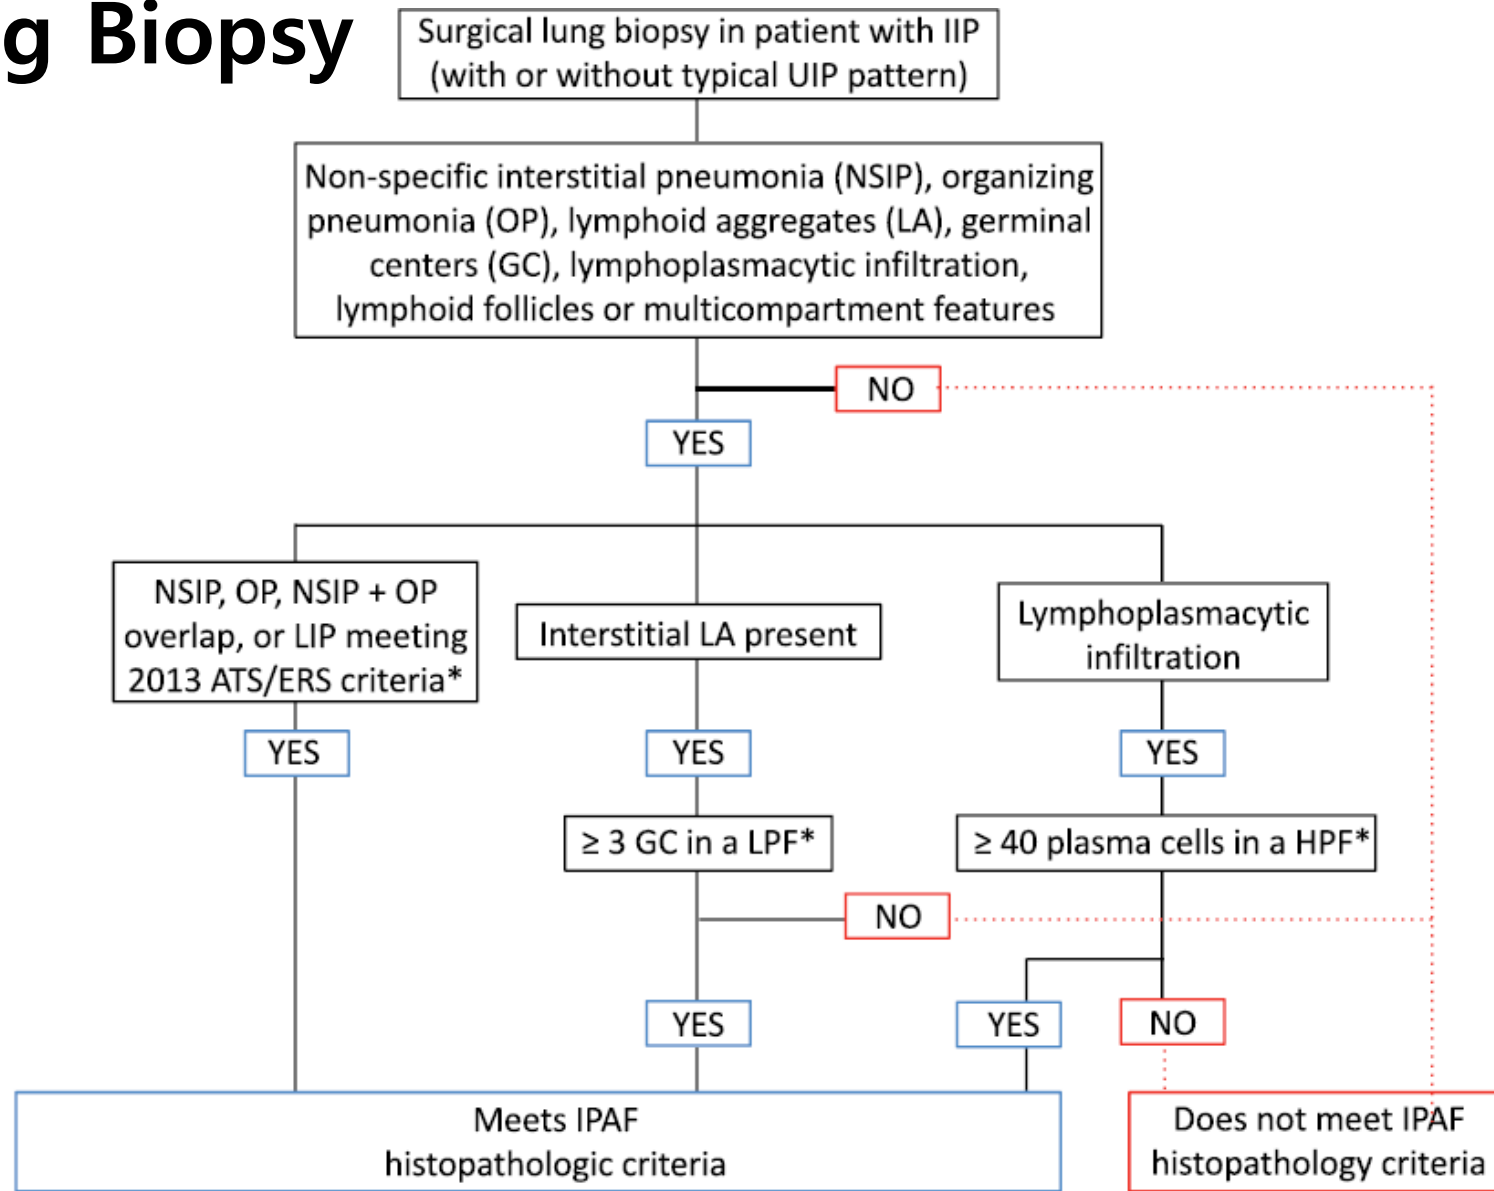 g Biopsy
Surgical lung biopsy in patient with IIP
(with or without typical UIP pattern)
Non-specific interstitial pneumonia (NSIP), organizing
pneumonia (OP), lymphoid aggregates (LA), germinal
centers (GC), lymphoplasmacytic infiltration,
lymphoid follicles or multicompartment features
NO
YES
NSIP, OP, NSIP + OP
overlap, or LIP meeting
2013 ATS/ERS criteria*
Interstitial LA present
Lymphoplasmacytic
infiltration
YES
YES
YES
≥ 3 GC in a LPF*
≥ 40 plasma cells in a HPF*
NO
YES
YES
NO
Meets IPAF
histopathologic criteria
Does not meet IPAF
histopathology criteria